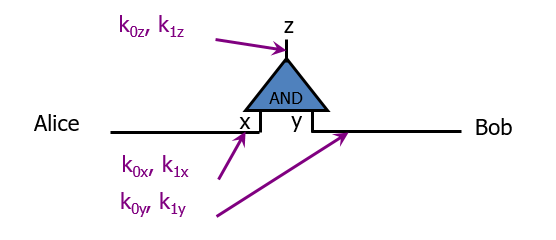 k₀z, k₁z
z
AND
Alice
x
y
Bob
k₀x, k₁x
k₀y, k₁y